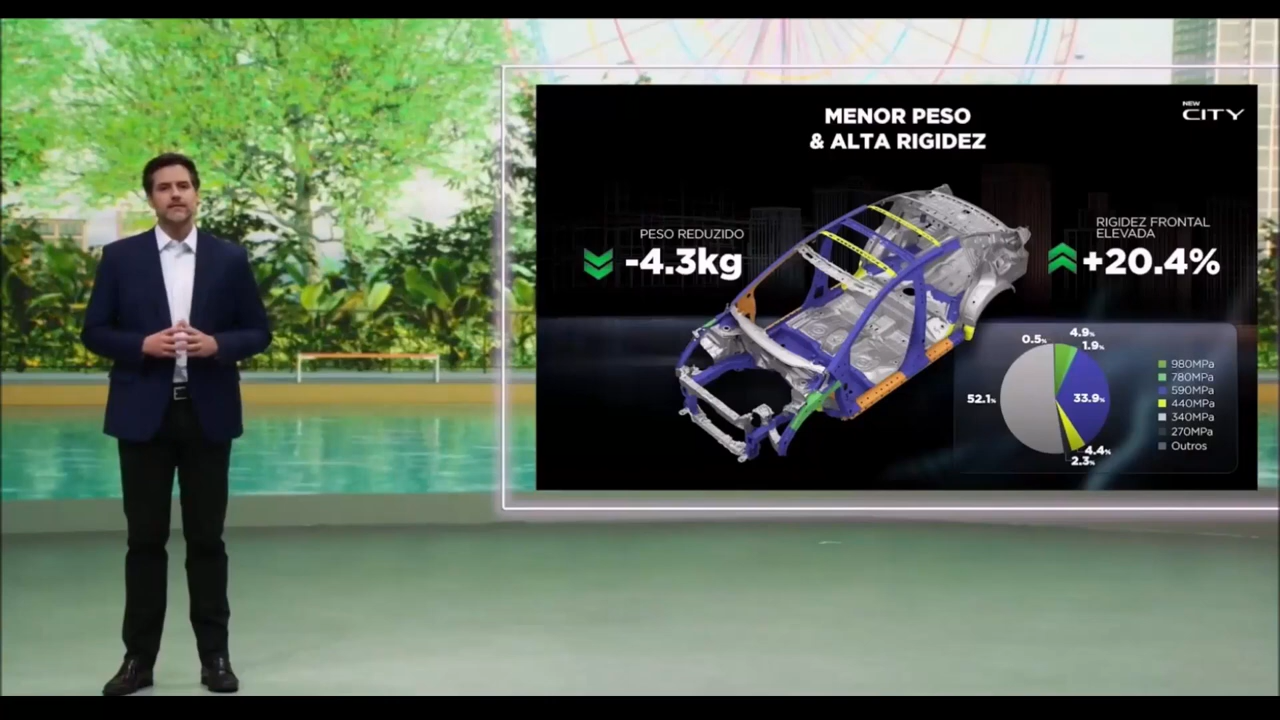 MENOR PESO
& ALTA RIGIDEZ
NEW
CITY
PESO REDUZIDO
-4.3kg
RIGIDEZ FRONTAL
ELEVADA
+20.4%
0.5%
4.9%
1.9%
52.1%
33.9%
4.4%
2.3%
980MPa
780MPa
590MPa
440MPa
340MPa
270MPa
Outros